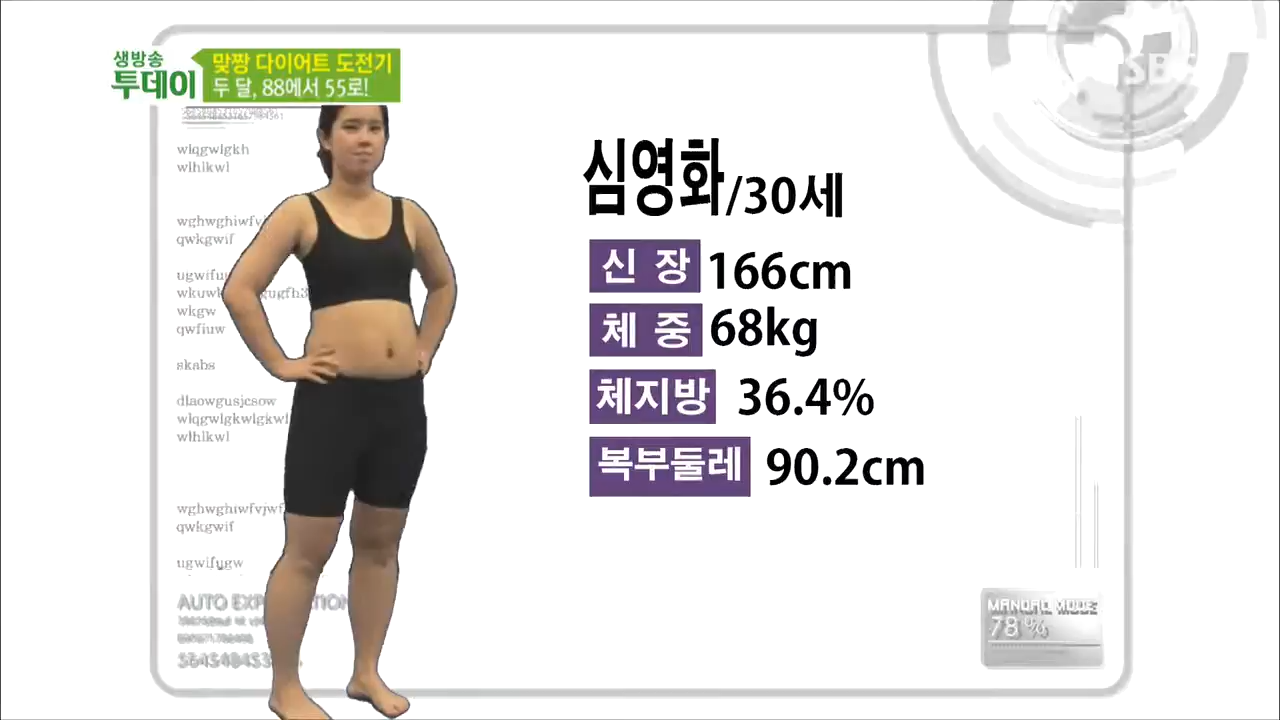 생방송
투데이
맞짱 다이어트 도전기
두 달, 88에서 55로!
SBS
wlqgwlgkh
wlhlkwl
qwkgwif
wkgw
qwfiuw
skabs
dlaowgusjcsow
wlhlkwl
qwkgwif
ugwifugw
AUTO
심영화/30세
신 장 166cm
체 중 68kg
체지방 36.4%
복부둘레 90.2cm
MANUAL MODE
78 %